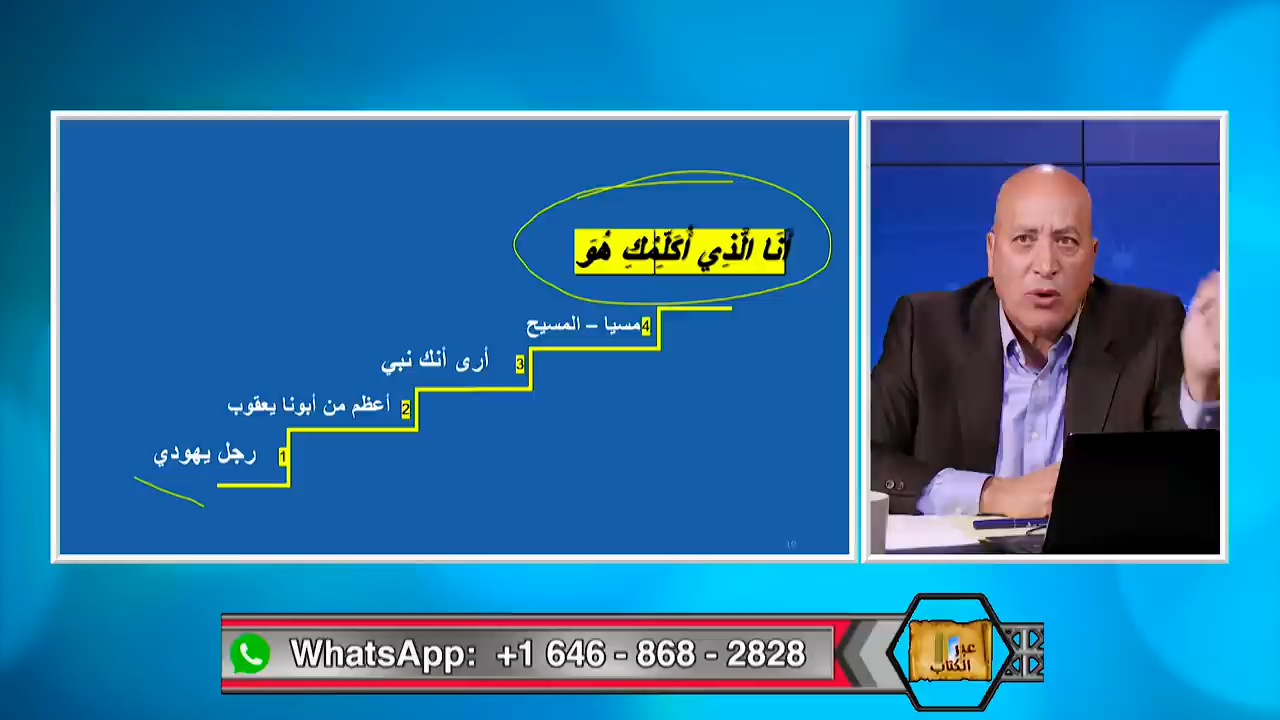 أَنَا الَّذِي أُكَلِّمُكِ هُوَ
4 مسيا – المسيح
3 أرى أنك نبي
2 أعظم من أبونا يعقوب
1 رجل يهودي
19
WhatsApp: +1 646 - 868 - 2828
عبر
الكتاب